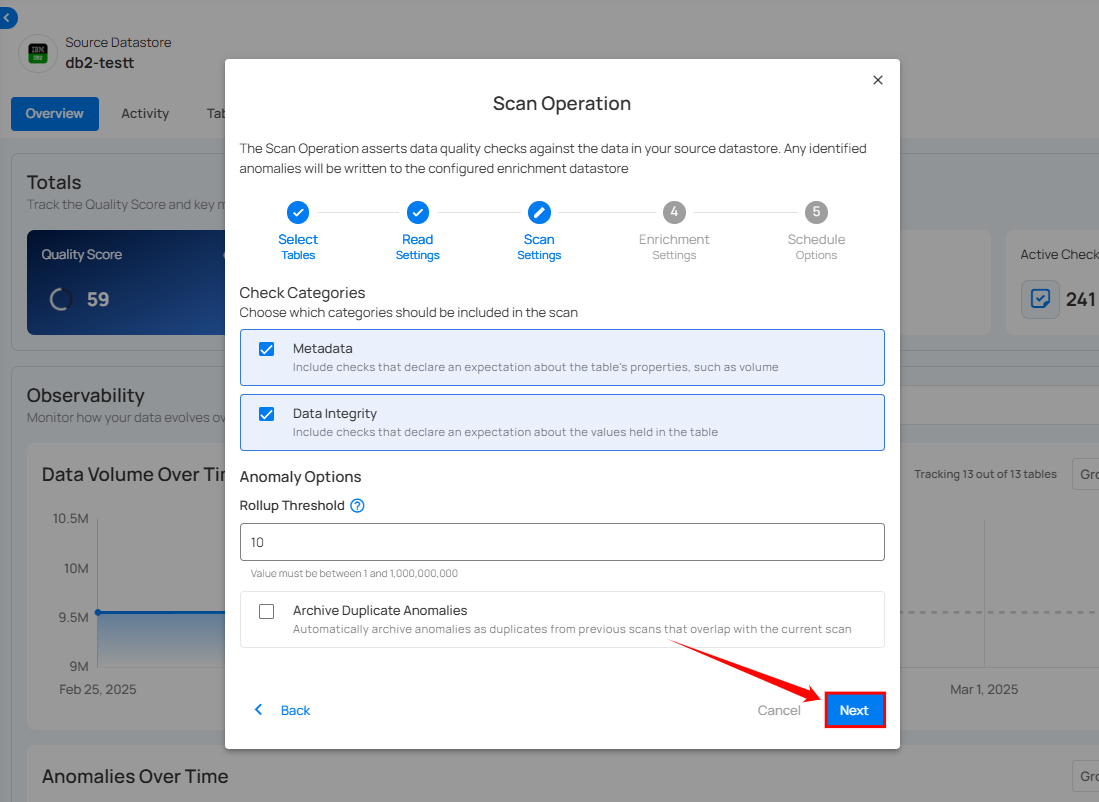 Source Datastore
db2-testt
Overview
Activity
Totals
Track the Quality Score and key
Quality Score
59
Active Check
241
Observability
Monitor how your data evolves
Data Volume Over
Tracking 13 out of 13 tables
10.5M
10M
9.5M
9M
Feb 25, 2025
Mar 1, 2025
Anomalies Over Time
Scan Operation
The Scan Operation asserts data quality checks against the data in your source datastore. Any identified
anomalies will be written to the configured enrichment datastore
Select
Tables
Read
Settings
Scan
Settings
4
Enrichment
Settings
5
Schedule
Options
Check Categories
Choose which categories should be included in the scan
Metadata
Include checks that declare an expectation about the table's properties, such as volume
Data Integrity
Include checks that declare an expectation about the values held in the table
Anomaly Options
Rollup Threshold
10
Value must be between 1 and 1,000,000,000
Archive Duplicate Anomalies
Automatically archive anomalies as duplicates from previous scans that overlap with the current scan
Back
Cancel
Next